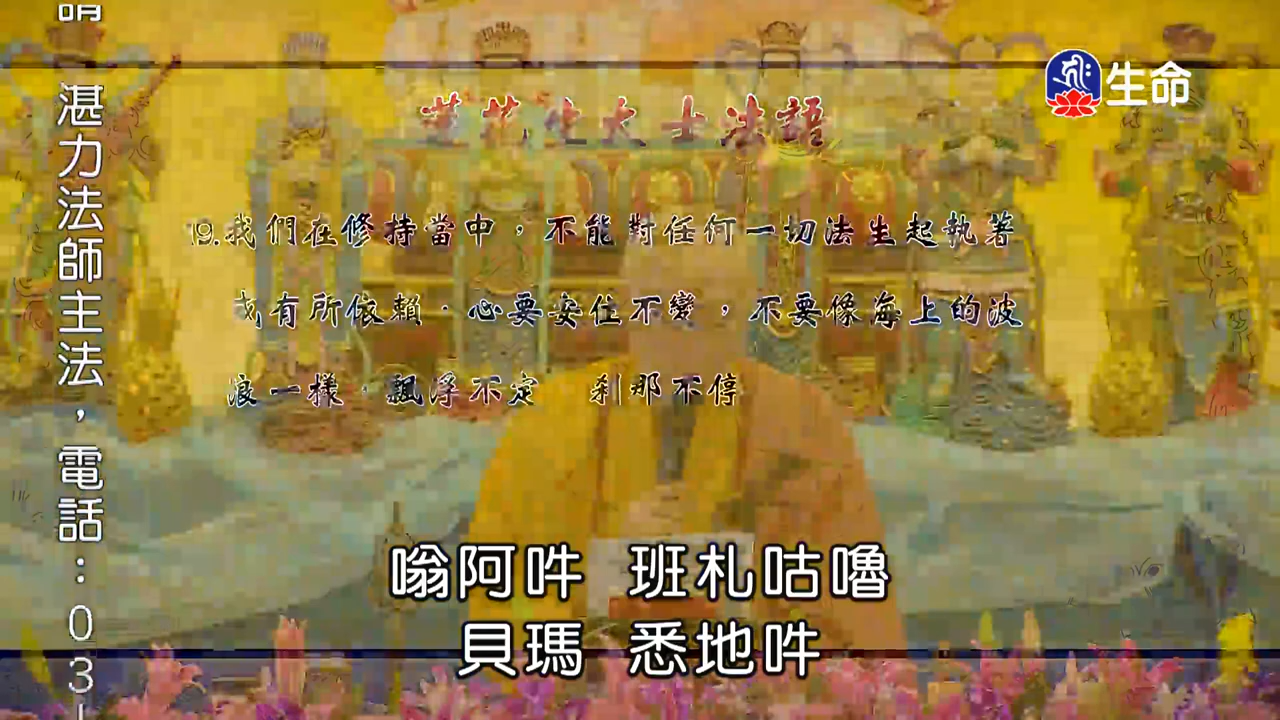 生命
湛力法師主法，電話：03
蓮花生大士法語
19.我們在修持當中，不能對任何一切法生起執著
或有所依賴．心要安住不變，不要像海上的波
浪一樣．飄浮不定 剎那不停
嗡阿吽 班札咕嚕
貝瑪 悉地吽